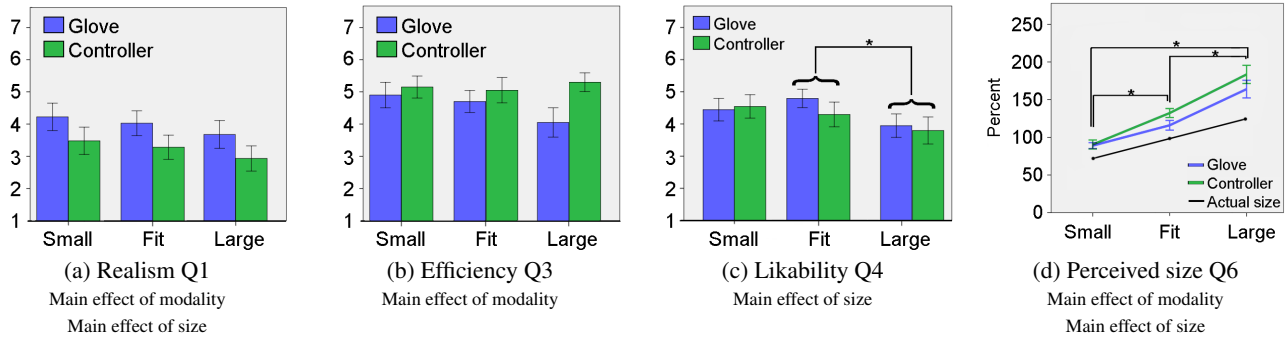 7
6
5
4
3
2
1
Glove
Controller
Small Fit Large
(a) Realism Q1
Main effect of modality
Main effect of size
7
6
5
4
3
2
1
Glove
Controller
Small Fit Large
(b) Efficiency Q3
Main effect of modality
7
6
5
4
3
2
1
Glove
Controller
*
Small Fit Large
(c) Likability Q4
Main effect of size
Percent
250
200
150
100
50
0
*
*
*
Glove
Controller
Actual size
Small Fit Large
(d) Perceived size Q6
Main effect of modality
Main effect of size